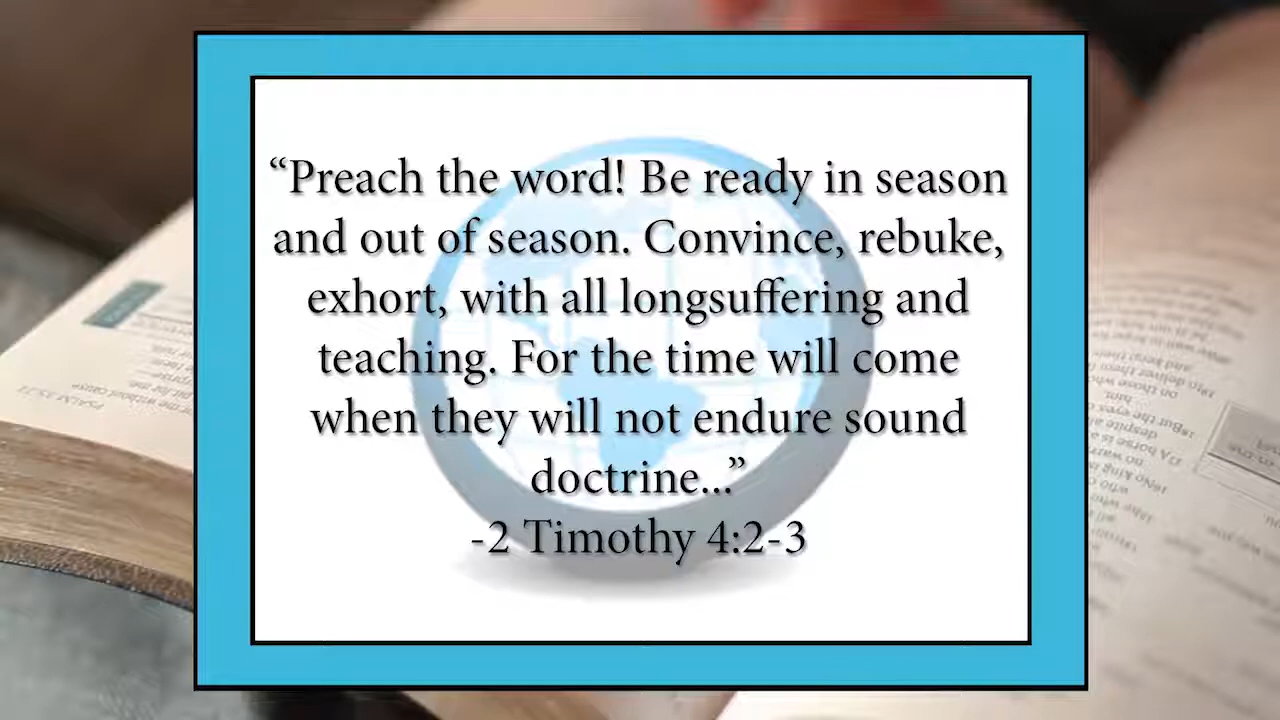 “Preach the word! Be ready in season
and out of season. Convince, rebuke,
exhort, with all longsuffering and
teaching. For the time will come
when they will not endure sound
doctrine...”
-2 Timothy 4:2-3